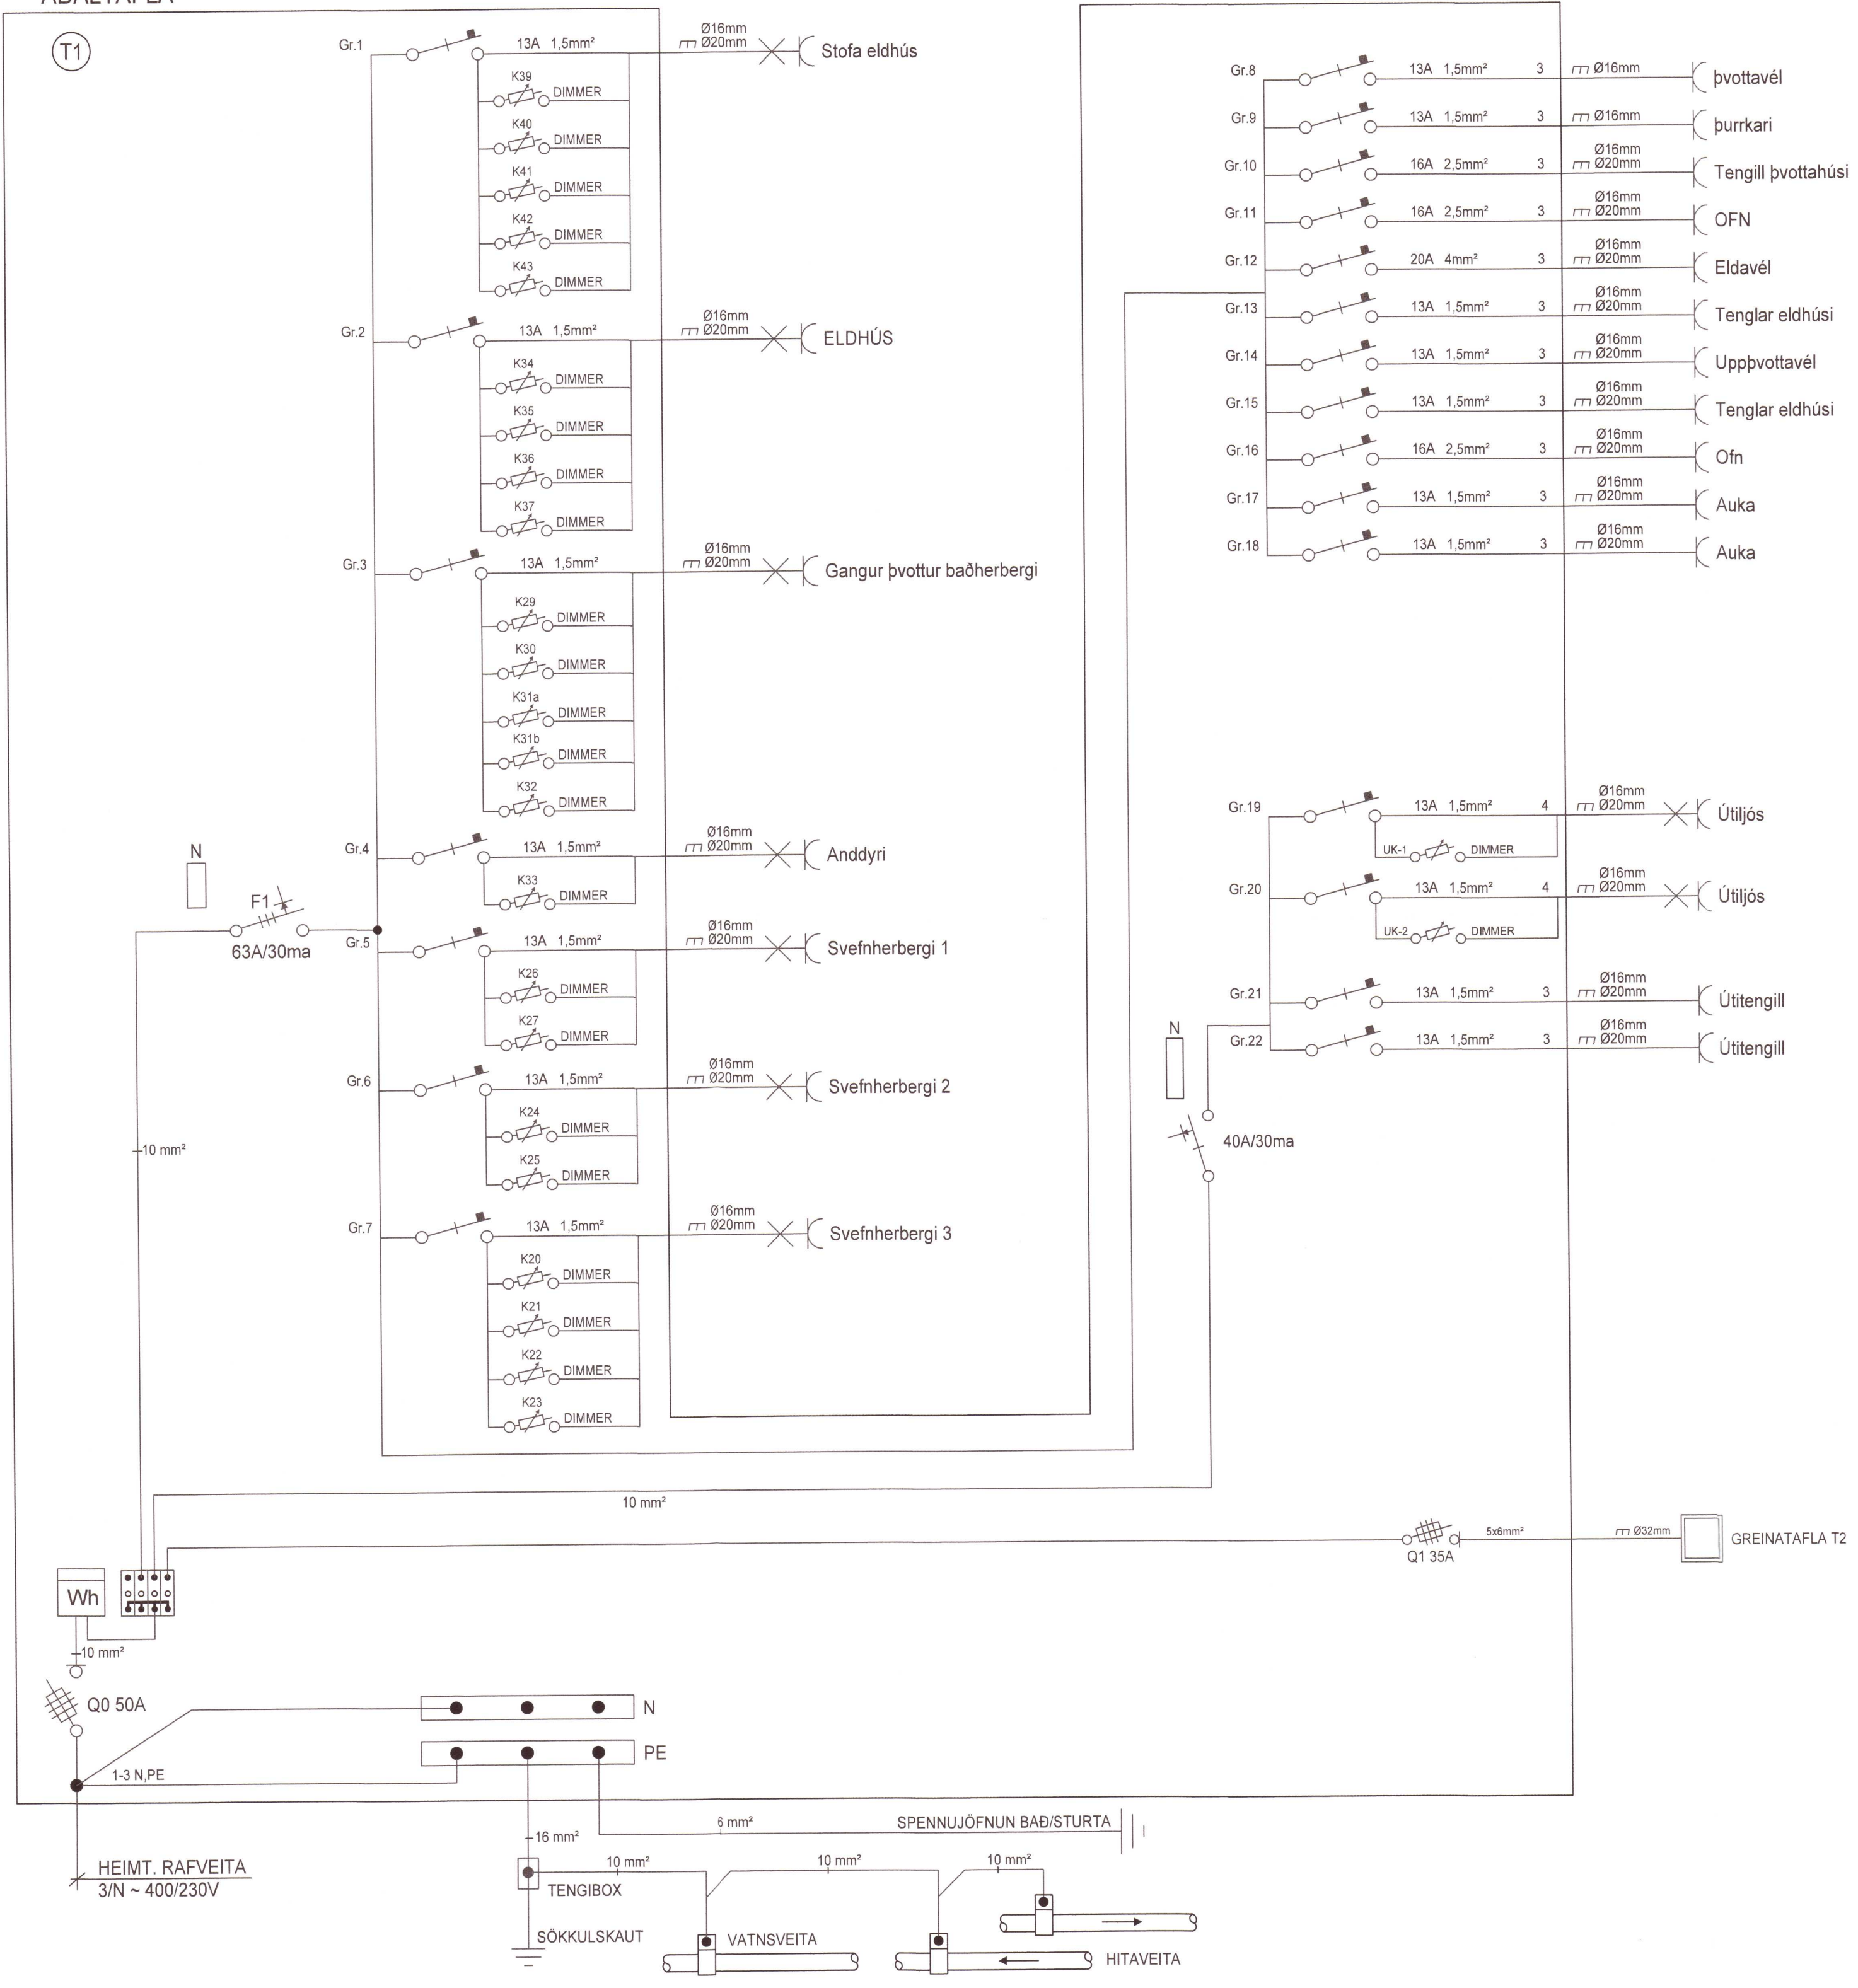 AÐALTAFLA
T1
Gr.1
13A 1,5mm²
Ø16mm
Ø20mm
Stofa eldhús
K39
DIMMER
K40
DIMMER
K41
DIMMER
K42
DIMMER
K43
DIMMER
Gr.2
13A 1,5mm²
Ø16mm
Ø20mm
ELDHÚS
K34
DIMMER
K35
DIMMER
K36
DIMMER
K37
DIMMER
Gr.3
13A 1,5mm²
Ø16mm
Ø20mm
Gangur þvottur baðherbergi
K29
DIMMER
K30
DIMMER
K31a
DIMMER
K31b
DIMMER
K32
DIMMER
Gr.4
13A 1,5mm²
Ø16mm
Ø20mm
Anddyri
K33
DIMMER
N
F1
63A/30ma
Gr.5
13A 1,5mm²
Ø16mm
Ø20mm
Svefnherbergi 1
K26
DIMMER
K27
DIMMER
Gr.6
13A 1,5mm²
Ø16mm
Ø20mm
Svefnherbergi 2
K24
DIMMER
K25
DIMMER
10 mm²
Gr.7
13A 1,5mm²
Ø16mm
Ø20mm
Svefnherbergi 3
K20
DIMMER
K21
DIMMER
K22
DIMMER
K23
DIMMER
Gr.8
13A 1,5mm² 3
Ø16mm
þvottavél
Gr.9
13A 1,5mm² 3
Ø16mm
þurrkari
Gr.10
16A 2,5mm² 3
Ø16mm
Ø20mm
Tengill þvottahúsi
Gr.11
16A 2,5mm² 3
Ø16mm
Ø20mm
OFN
Gr.12
20A 4mm² 3
Ø16mm
Ø20mm
Eldavél
Gr.13
13A 1,5mm² 3
Ø16mm
Ø20mm
Tenglar eldhúsi
Gr.14
13A 1,5mm² 3
Ø16mm
Ø20mm
Uppþvottavél
Gr.15
13A 1,5mm² 3
Ø16mm
Ø20mm
Tenglar eldhúsi
Gr.16
16A 2,5mm² 3
Ø16mm
Ø20mm
Ofn
Gr.17
13A 1,5mm² 3
Ø16mm
Ø20mm
Auka
Gr.18
13A 1,5mm² 3
Ø16mm
Ø20mm
Auka
Gr.19
13A 1,5mm² 4
Ø16mm
Ø20mm
Útiljós
UK-1
DIMMER
Gr.20
13A 1,5mm² 4
Ø16mm
Ø20mm
Útiljós
UK-2
DIMMER
Gr.21
13A 1,5mm² 3
Ø16mm
Ø20mm
Útitengill
Gr.22
13A 1,5mm² 3
Ø16mm
Ø20mm
Útitengill
N
40A/30ma
10 mm²
Q1 35A
5x6mm²
Ø32mm
GREINATAFLA T2
Wh
10 mm²
Q0 50A
N
PE
1-3 N,PE
HEIMT. RAFVEITA
3/N ~ 400/230V
6 mm²
SPENNUJÖFNUN BAÐ/STURTA
16 mm²
10 mm²
10 mm²
10 mm²
TENGIBOX
SÖKKULSKAUT
VATNSVEITA
HITAVEITA